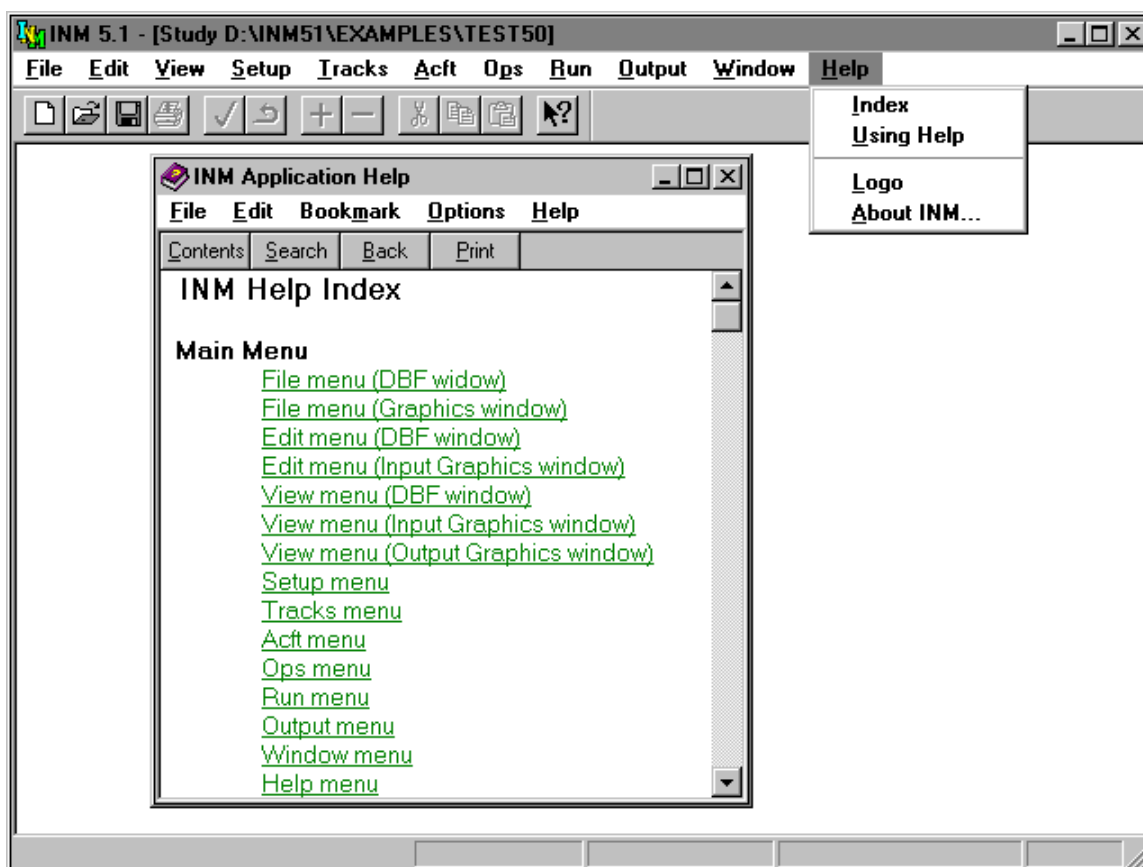 INM 5.1 - [Study D:\INM51\EXAMPLES\TEST50]
File Edit View Setup Tracks Acft Ops Run Output Window Help
Index
Using Help
Logo
About INM...
INM Application Help
File Edit Bookmark Options Help
Contents Search Back Print
INM Help Index
Main Menu
File menu (DBF widow)
File menu (Graphics window)
Edit menu (DBF window)
Edit menu (Input Graphics window)
View menu (DBF window)
View menu (Input Graphics window)
View menu (Output Graphics window)
Setup menu
Tracks menu
Acft menu
Ops menu
Run menu
Output menu
Window menu
Help menu